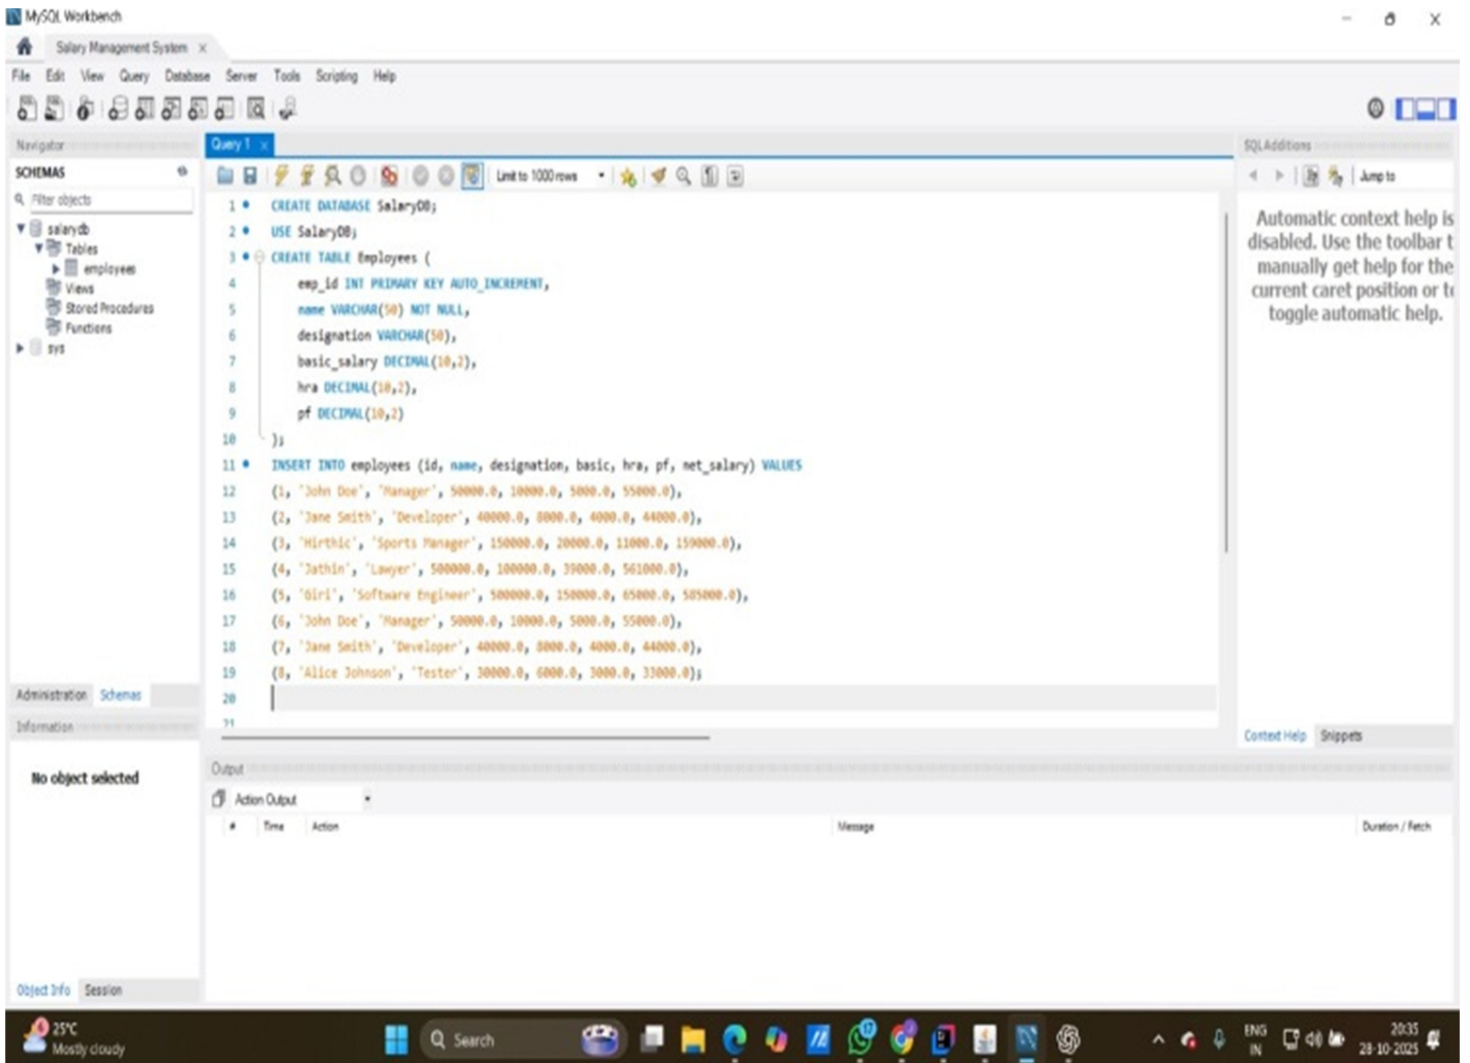 MySQL Workbench
Salary Management System
File Edit View Query Database Server Tools Scripting Help
Navigator
SCHEMAS
Filter objects
salarydb
Tables
employees
Views
Stored Procedures
Functions
sys
Administration Schemas
Information
No object selected
Object Info Session
Query 1
Limit to 1000 rows
1 CREATE DATABASE SalaryDB;
2 USE SalaryDB;
3 CREATE TABLE Employees (
4 emp_id INT PRIMARY KEY AUTO_INCREMENT,
5 name VARCHAR(50) NOT NULL,
6 designation VARCHAR(50),
7 basic_salary DECIMAL(10,2),
8 hra DECIMAL(10,2),
9 pf DECIMAL(10,2)
10 );
11 INSERT INTO employees (id, name, designation, basic, hra, pf, net_salary) VALUES
12 (1, 'John Doe', 'Manager', 50000.0, 10000.0, 5000.0, 55000.0),
13 (2, 'Jane Smith', 'Developer', 40000.0, 8000.0, 4000.0, 44000.0),
14 (3, 'Hirthic', 'Sports Manager', 150000.0, 20000.0, 11000.0, 159000.0),
15 (4, 'Jathin', 'Lawyer', 500000.0, 100000.0, 39000.0, 561000.0),
16 (5, 'Giri', 'Software Engineer', 500000.0, 150000.0, 65000.0, 585000.0),
17 (6, 'John Doe', 'Manager', 50000.0, 10000.0, 5000.0, 55000.0),
18 (7, 'Jane Smith', 'Developer', 40000.0, 8000.0, 4000.0, 44000.0),
19 (8, 'Alice Johnson', 'Tester', 30000.0, 6000.0, 3000.0, 33000.0);
20
21
Output
Action Output
# Time Action Message Duration / Fetch
SQLAdditions
Jump to
Automatic context help is
disabled. Use the toolbar t
manually get help for the
current caret position or t
toggle automatic help.
Context Help Snippets
25°C
Mostly cloudy
Search
17
ENG
IN
20:35
28-10-2025